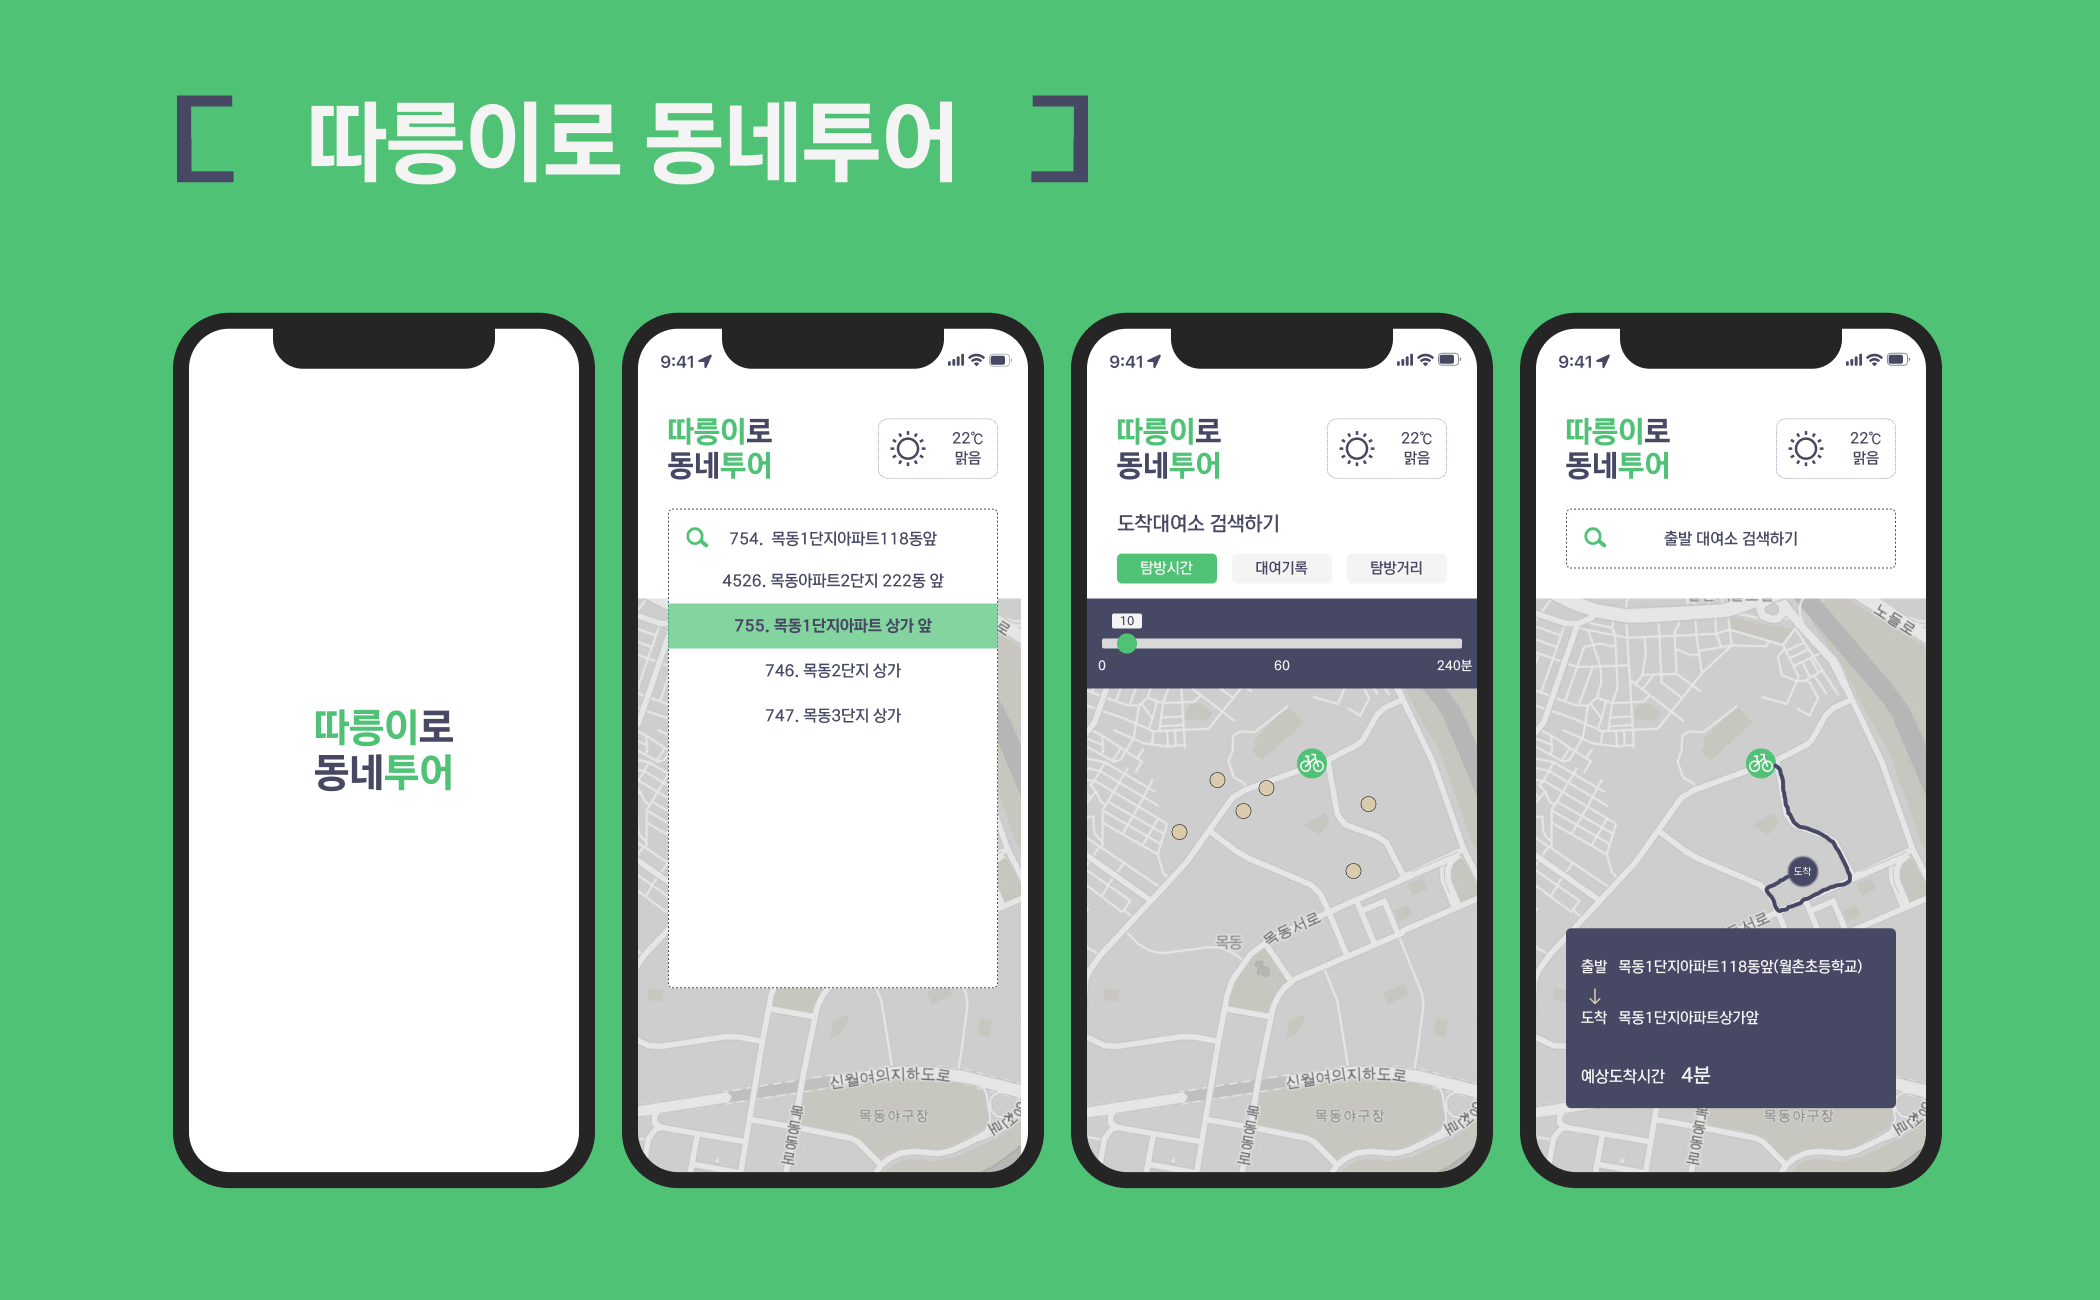 [ 따릉이로 동네투어 ]
따릉이로
동네투어
9:41
따릉이로
동네투어
22℃
맑음
754. 목동1단지아파트118동앞
4526. 목동아파트2단지 222동 앞
755. 목동1단지아파트 상가 앞
746. 목동2단지 상가
747. 목동3단지 상가
신월여의지하도로
목동야구장
목동동로
9:41
따릉이로
동네투어
22℃
맑음
도착대여소 검색하기
탐방시간
대여기록
탐방거리
10
0
60
240분
목동
목동서로
신월여의지하도로
목동야구장
목동동로
9:41
따릉이로
동네투어
22℃
맑음
출발 대여소 검색하기
노들로
도착
출발 목동1단지아파트118동앞(월촌초등학교)
↓
도착 목동1단지아파트상가앞
예상도착시간 4분
목동야구장